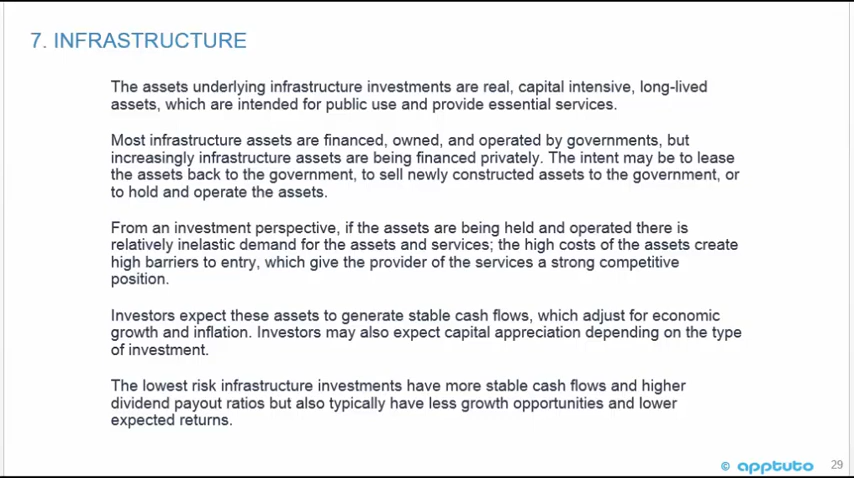 7. INFRASTRUCTURE
The assets underlying infrastructure investments are real, capital intensive, long-lived
assets, which are intended for public use and provide essential services.
Most infrastructure assets are financed, owned, and operated by governments, but
increasingly infrastructure assets are being financed privately. The intent may be to lease
the assets back to the government, to sell newly constructed assets to the government, or
to hold and operate the assets.
From an investment perspective, if the assets are being held and operated there is
relatively inelastic demand for the assets and services; the high costs of the assets create
high barriers to entry, which give the provider of the services a strong competitive
position.
Investors expect these assets to generate stable cash flows, which adjust for economic
growth and inflation. Investors may also expect capital appreciation depending on the type
of investment.
The lowest risk infrastructure investments have more stable cash flows and higher
dividend payout ratios but also typically have less growth opportunities and lower
expected returns.
© apptuto 29